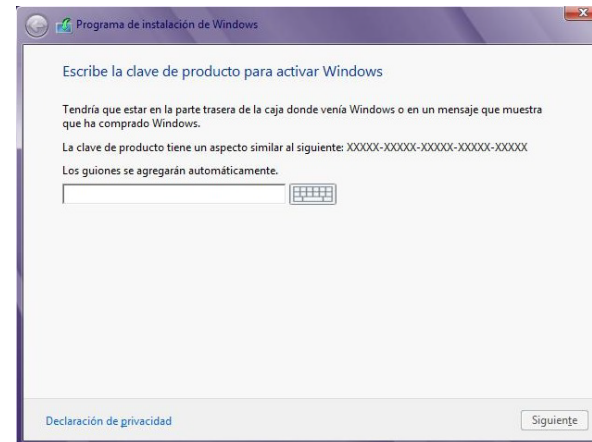 Programa de instalación de Windows
Escribe la clave de producto para activar Windows
Tendría que estar en la parte trasera de la caja donde venía Windows o en un mensaje que muestra
que ha comprado Windows.
La clave de producto tiene un aspecto similar al siguiente: XXXXX-XXXXX-XXXXX-XXXXX-XXXXX
Los guiones se agregarán automáticamente.
Declaración de privacidad
Siguiente